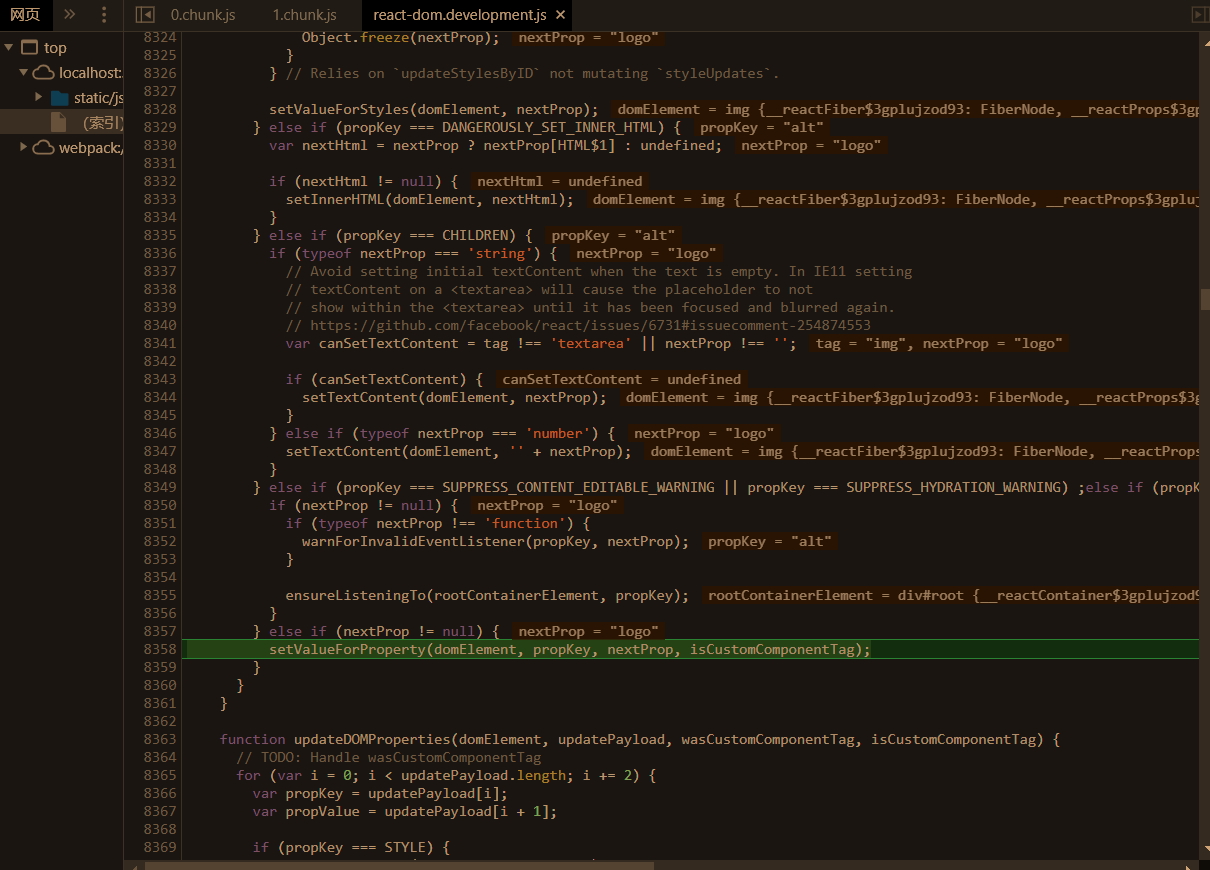 网页
0.chunk.js
1.chunk.js
react-dom.development.js ×
top
localhost:
static/js
(索引)
webpack:/
8324 Object.freeze(nextProp); nextProp = "logo"
8325 }
8326 } // Relies on `updateStylesByID` not mutating `styleUpdates`.
8327
8328 setValueForStyles(domElement, nextProp); domElement = img {__reactFiber$3gplujzod93: FiberNode, __reactProps$3gp
8329 } else if (propKey === DANGEROUSLY_SET_INNER_HTML) { propKey = "alt"
8330 var nextHtml = nextProp ? nextProp[HTML$1] : undefined; nextProp = "logo"
8331
8332 if (nextHtml != null) { nextHtml = undefined
8333 setInnerHTML(domElement, nextHtml); domElement = img {__reactFiber$3gplujzod93: FiberNode, __reactProps$3gpluj
8334 }
8335 } else if (propKey === CHILDREN) { propKey = "alt"
8336 if (typeof nextProp === 'string') { nextProp = "logo"
8337 // Avoid setting initial textContent when the text is empty. In IE11 setting
8338 // textContent on a <textarea> will cause the placeholder to not
8339 // show within the <textarea> until it has been focused and blurred again.
8340 // https://github.com/facebook/react/issues/6731#issuecomment-254874553
8341 var canSetTextContent = tag !== 'textarea' || nextProp !== ''; tag = "img", nextProp = "logo"
8342
8343 if (canSetTextContent) { canSetTextContent = undefined
8344 setTextContent(domElement, nextProp); domElement = img {__reactFiber$3gplujzod93: FiberNode, __reactProps$3g
8345 }
8346 } else if (typeof nextProp === 'number') { nextProp = "logo"
8347 setTextContent(domElement, '' + nextProp); domElement = img {__reactFiber$3gplujzod93: FiberNode, __reactProps
8348 }
8349 } else if (propKey === SUPPRESS_CONTENT_EDITABLE_WARNING || propKey === SUPPRESS_HYDRATION_WARNING) ;else if (propK
8350 if (nextProp != null) { nextProp = "logo"
8351 if (typeof nextProp !== 'function') {
8352 warnForInvalidEventListener(propKey, nextProp); propKey = "alt"
8353 }
8354
8355 ensureListeningTo(rootContainerElement, propKey); rootContainerElement = div#root {__reactContainer$3gplujzod9
8356 }
8357 } else if (nextProp != null) { nextProp = "logo"
8358 setValueForProperty(domElement, propKey, nextProp, isCustomComponentTag);
8359 }
8360 }
8361 }
8362
8363 function updateDOMProperties(domElement, updatePayload, wasCustomComponentTag, isCustomComponentTag) {
8364 // TODO: Handle wasCustomComponentTag
8365 for (var i = 0; i < updatePayload.length; i += 2) {
8366 var propKey = updatePayload[i];
8367 var propValue = updatePayload[i + 1];
8368
8369 if (propKey === STYLE) {